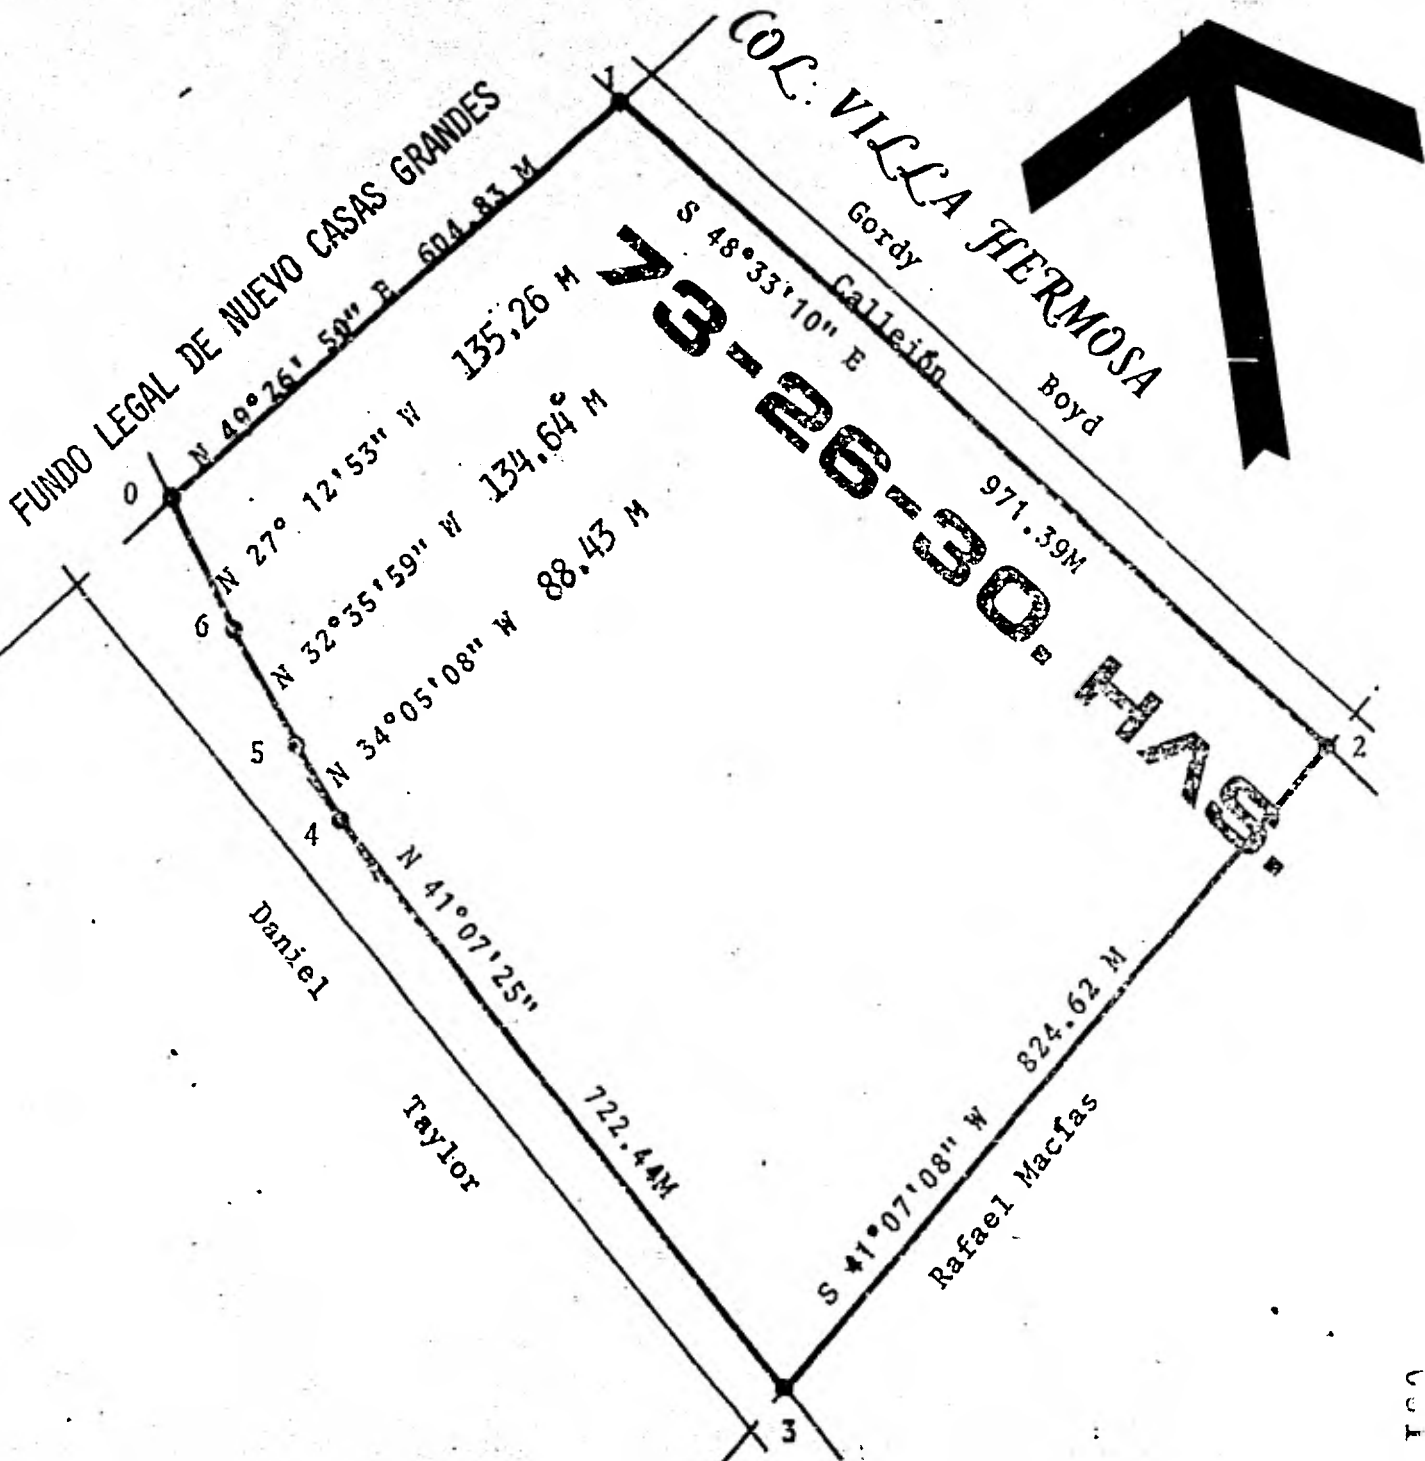 COL: VILLA HERMOSA
FUNDO LEGAL DE NUEVO CASAS GRANDES
N 49°26' 50" E 604.83 M
S 48°33'10" E 971.39M
Callejón
Gordy Boyd
73-26-30. HAS.
0
N 27° 12'53" W 135,26 M
6
N 32°35'59" W 134.64 M
5
N 34°05'08" W 88.43 M
4
N 41°07'25" 722.44M
2
S 41°07'08" W 824.62 M
Rafael Macías
Daniel Taylor
3